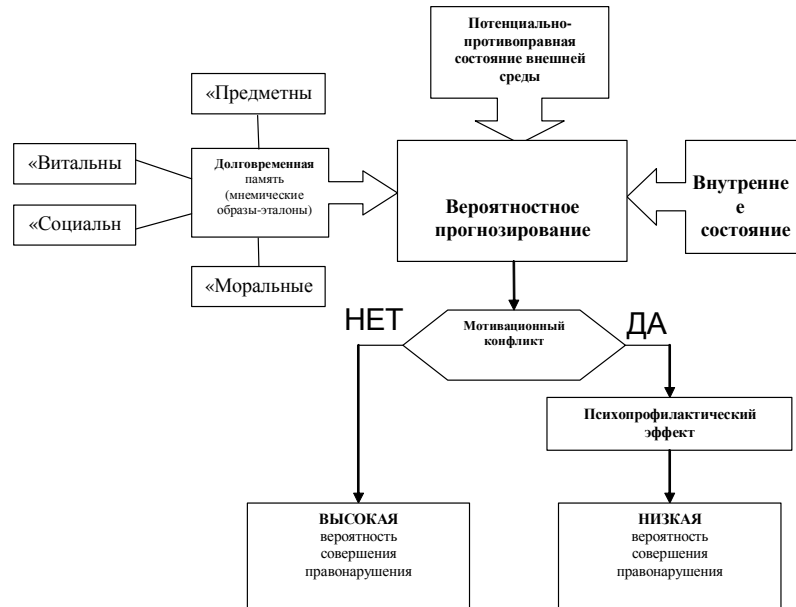 Потенциально-
противоправная
состояние внешней
среды
«Предметны
«Витальны
Долговременная
память
(мнемические
образы-эталоны)
«Социальн
«Моральные
Вероятностное
прогнозирование
Внутренне
е
состояние
НЕТ
Мотивационный
конфликт
ДА
Психопрофилактический
эффект
ВЫСОКАЯ
вероятность
совершения
правонарушения
НИЗКАЯ
вероятность
совершения
правонарушения